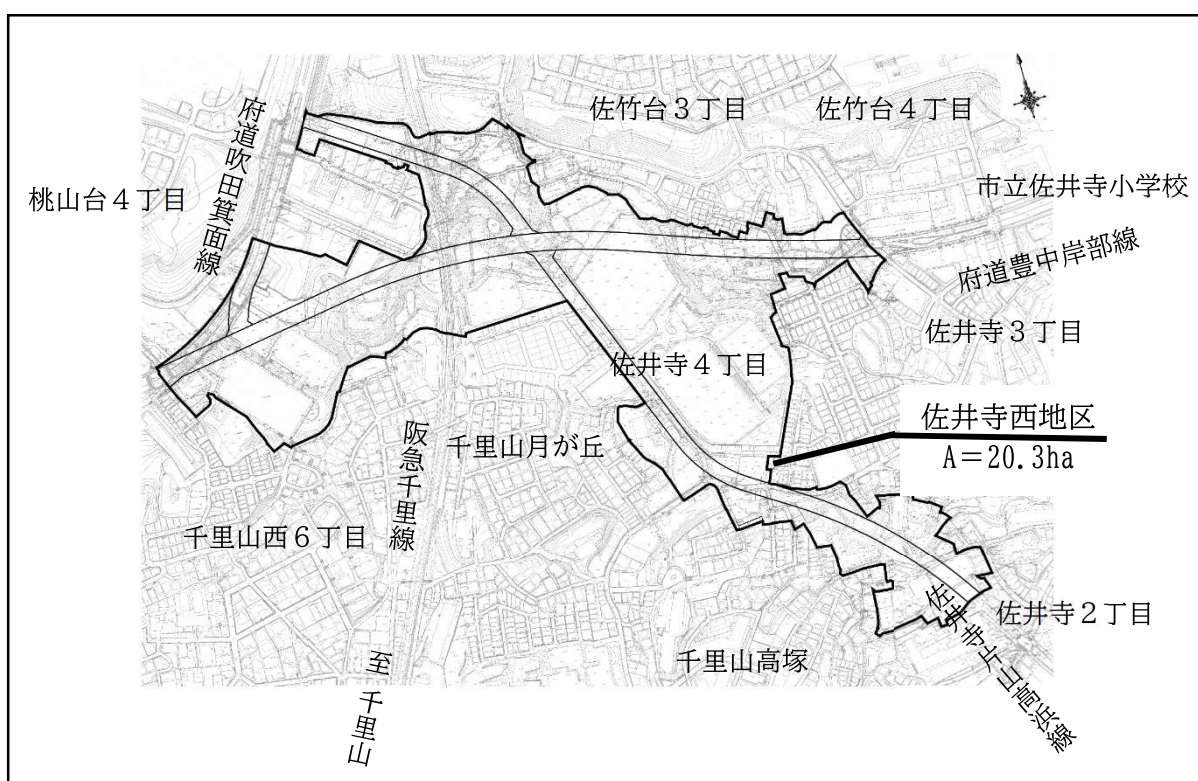 佐竹台３丁目
佐竹台４丁目
府道吹田箕面線
桃山台４丁目
市立佐井寺小学校
府道豊中岸部線
佐井寺３丁目
佐井寺４丁目
佐井寺西地区
A＝20.3ha
阪急千里線
千里山月が丘
千里山西６丁目
佐井寺２丁目
佐井寺片山高浜線
千里山高塚
至 千里山